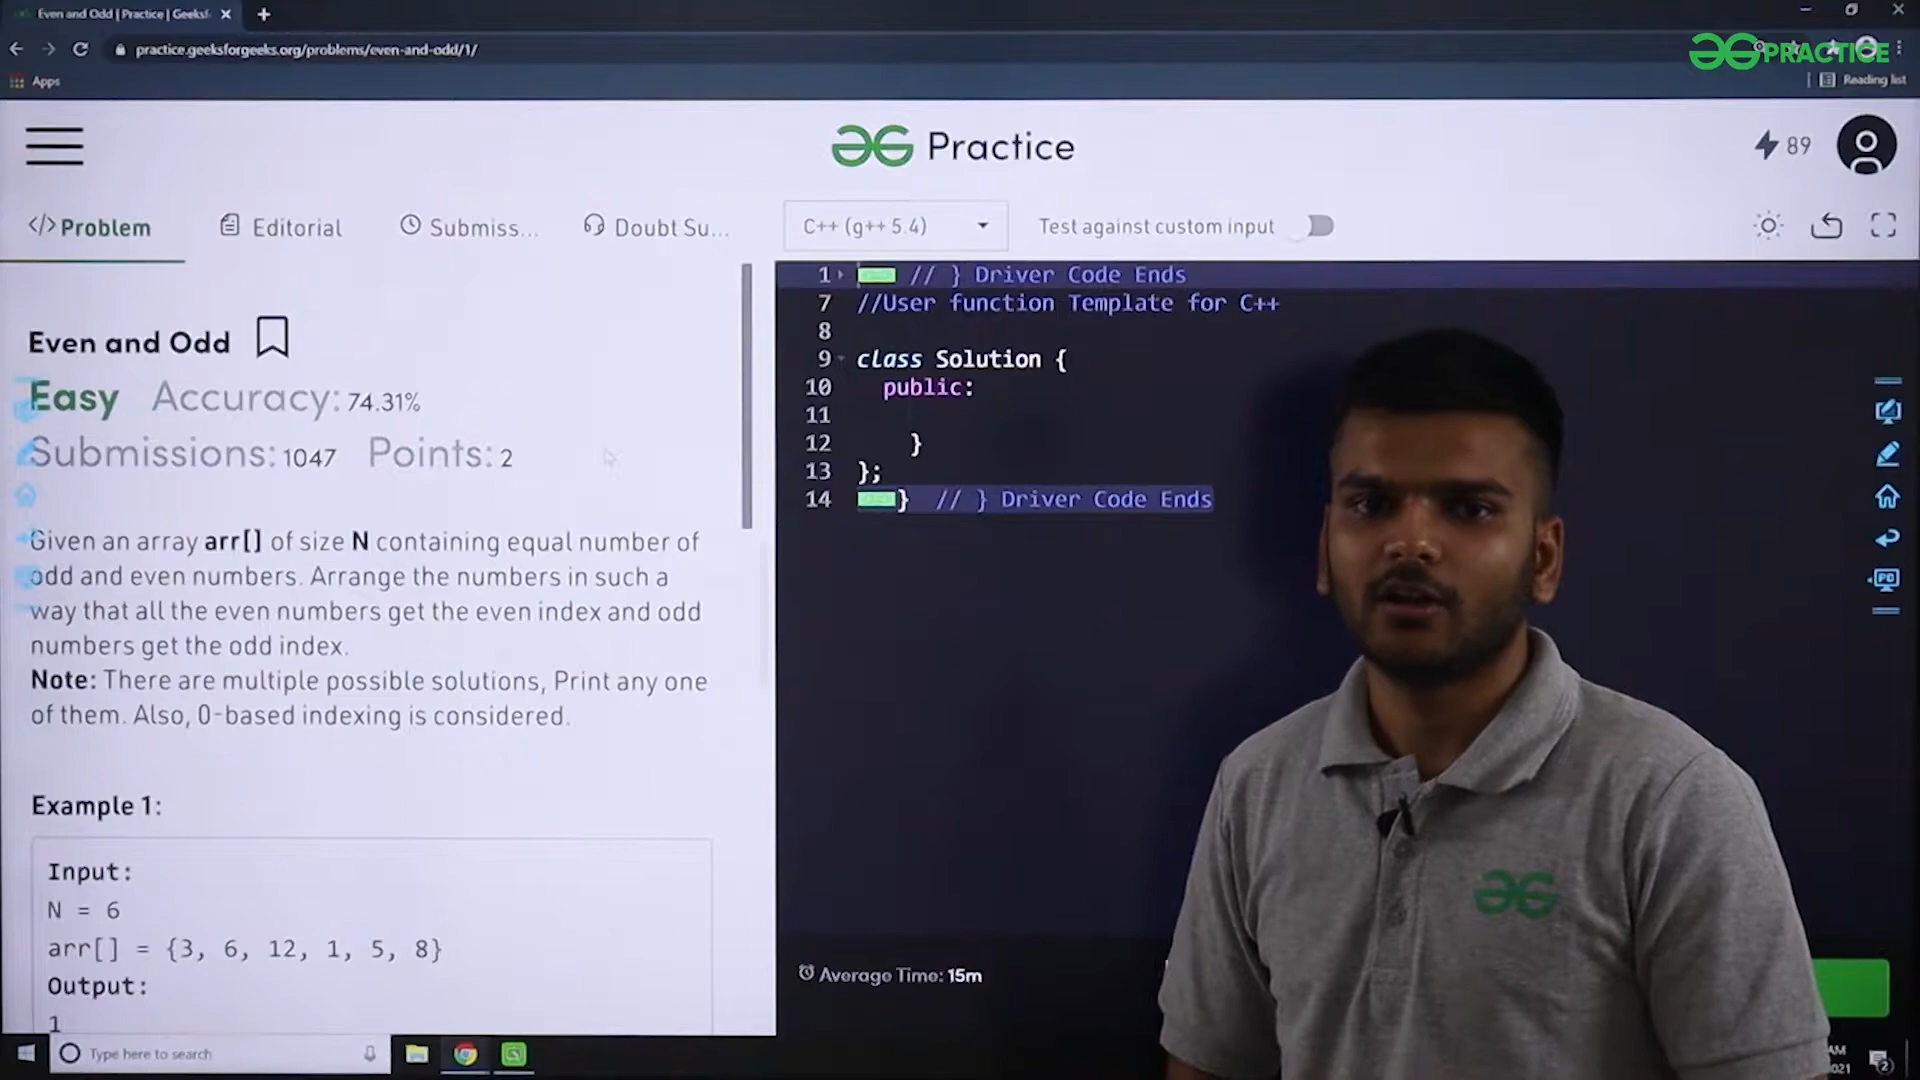 Even and Odd | Practice | Geeksf
practice.geeksforgeeks.org/problems/even-and-odd/1/
PRACTICE
Apps
Reading list
Practice
89
</> Problem
Editorial
Submiss...
Doubt Su...
C++ (g++ 5.4)
Test against custom input
Even and Odd
Easy Accuracy: 74.31%
Submissions: 1047 Points: 2
Given an array arr[] of size N containing equal number of
odd and even numbers. Arrange the numbers in such a
way that all the even numbers get the even index and odd
numbers get the odd index.
Note: There are multiple possible solutions, Print any one
of them. Also, 0-based indexing is considered.
Example 1:
Input:
N = 6
arr[] = {3, 6, 12, 1, 5, 8}
Output:
1
1 // } Driver Code Ends
7 //User function Template for C++
8
9 class Solution {
10 public:
11
12 }
13 };
14 } // } Driver Code Ends
Average Time: 15m
PD
Type here to search
AM
2021
2